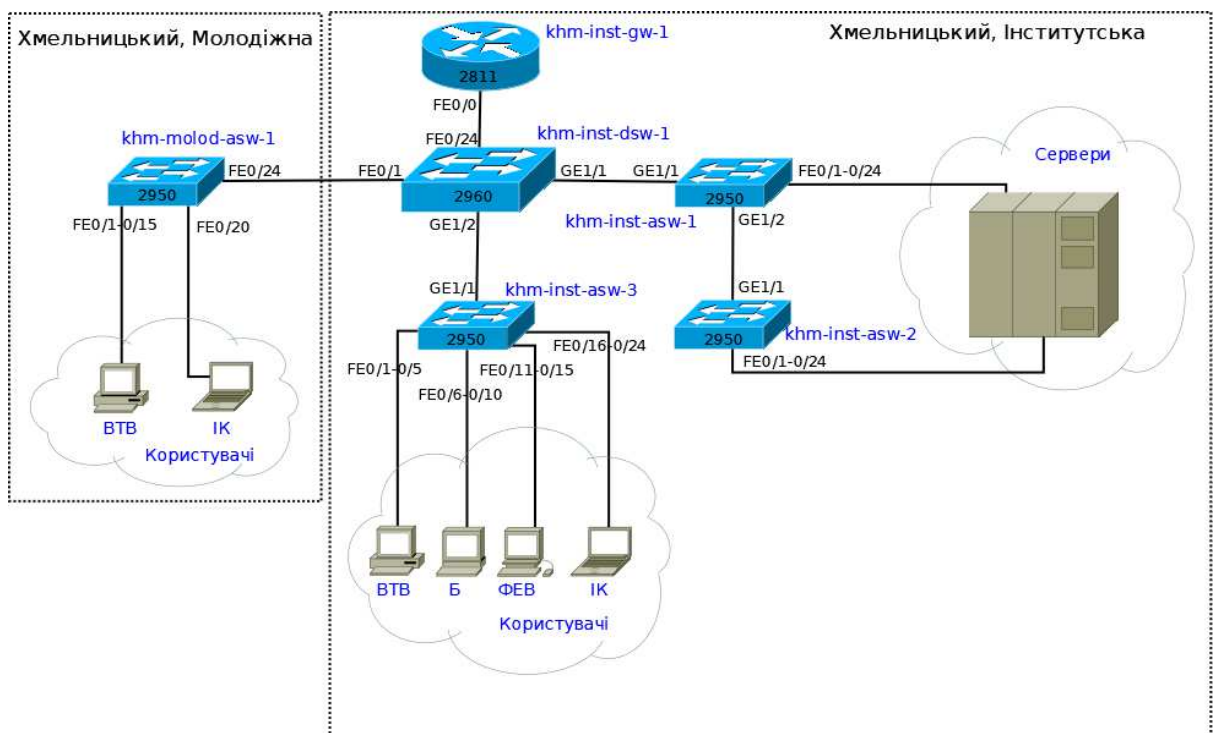 Хмельницький, Молодіжна
Хмельницький, Інститутська
khm-inst-gw-1
2811
FE0/0
FE0/24
khm-inst-dsw-1
khm-molod-asw-1
FE0/24
FE0/1
GE1/1
GE1/1
FE0/1-0/24
Сервери
2950
2960
2950
FE0/1-0/15
FE0/20
GE1/2
khm-inst-asw-1
GE1/2
GE1/1
khm-inst-asw-3
GE1/1
2950
2950
khm-inst-asw-2
FE0/16-0/24
FE0/1-0/5
FE0/11-0/15
FE0/1-0/24
FE0/6-0/10
ВТВ
ІК
Користувачі
ВТВ
Б
ФЕВ
ІК
Користувачі